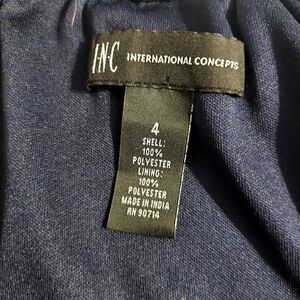 I·N·C INTERNATIONAL CONCEPTS
4
SHELL:
100%
POLYESTER
LINING:
100%
POLYESTER
MADE IN INDIA
RN 90714